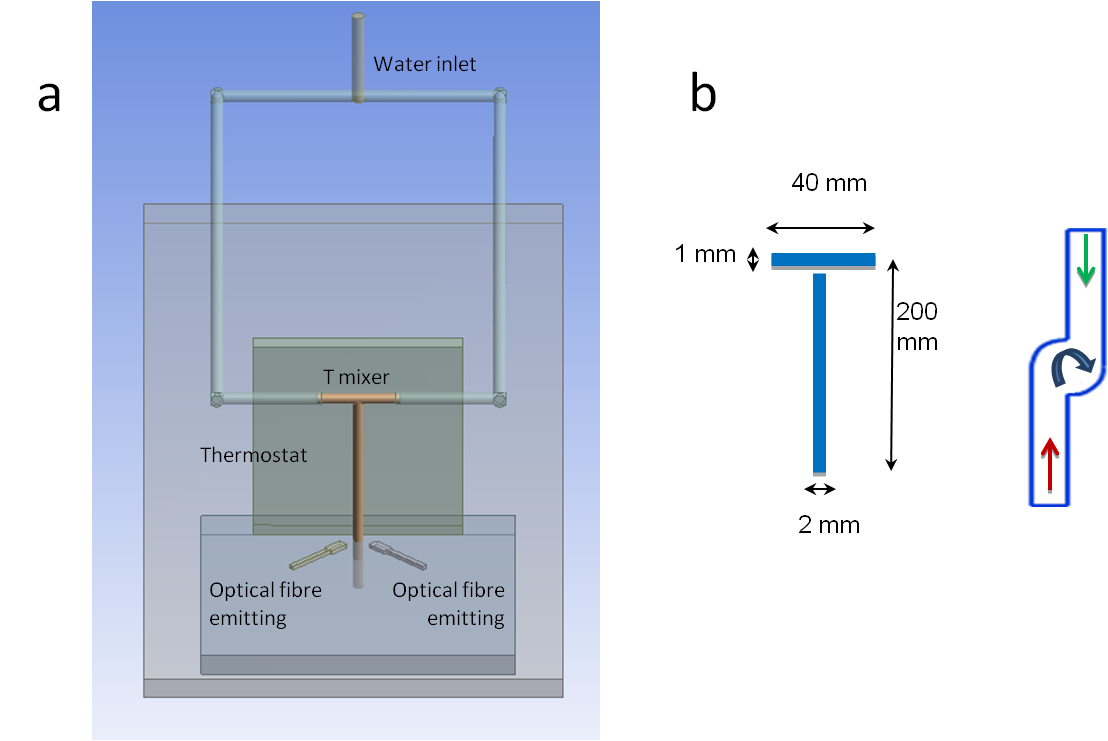 a
Water inlet
T mixer
Thermostat
Optical fibre
emitting
Optical fibre
emitting
b
40 mm
1 mm
200
mm
2 mm